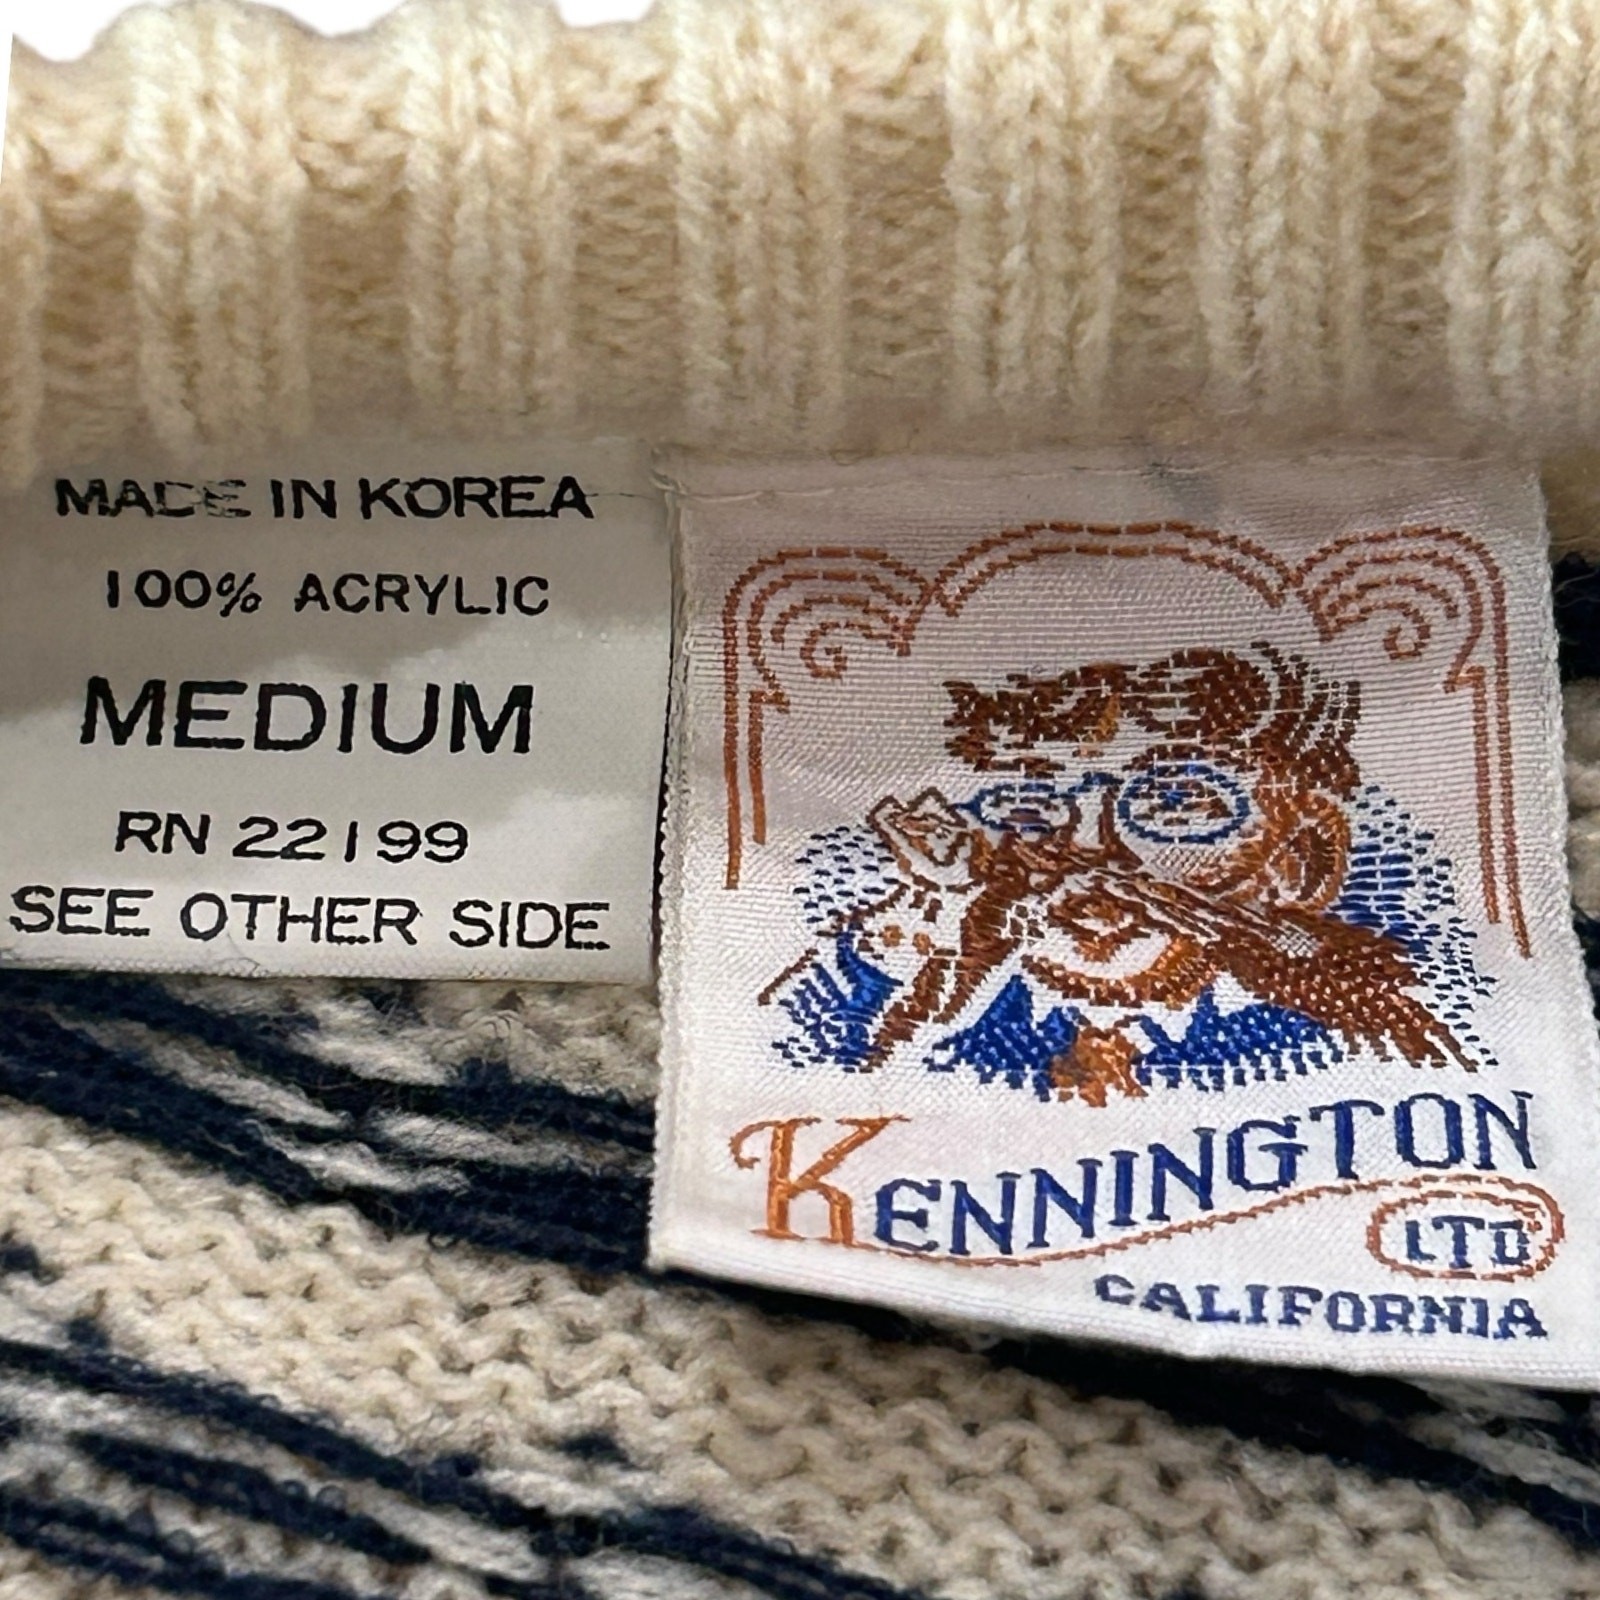 MADE IN KOREA
100% ACRYLIC
MEDIUM
RN 22199
SEE OTHER SIDE
KENNINGTON
LTD
CALIFORNIA